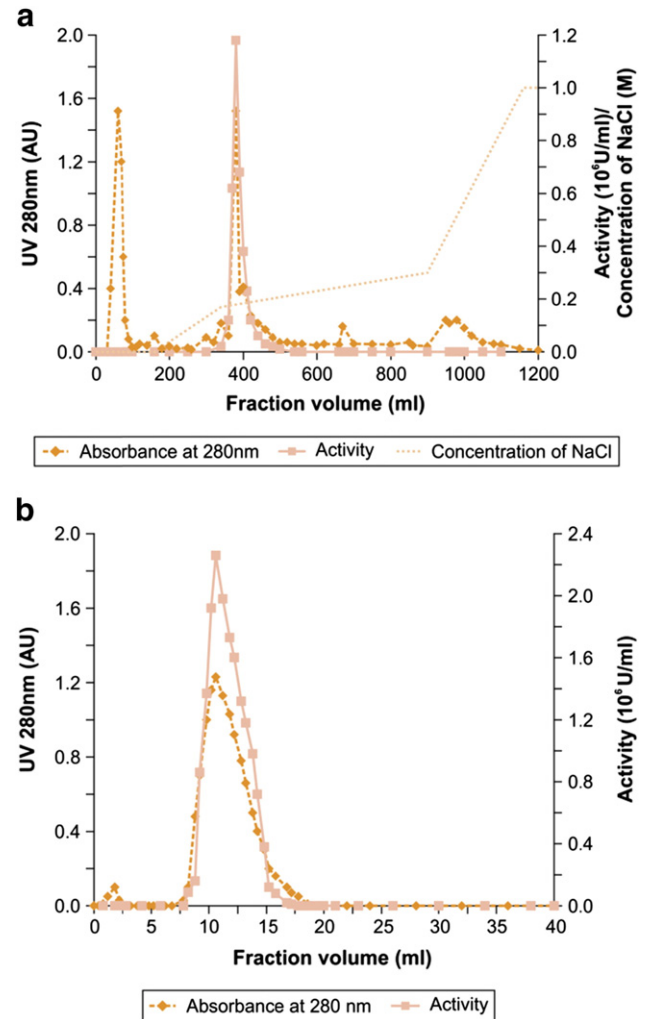 a
UV 280nm (AU)
2.0
1.6
1.2
0.8
0.4
0.0
0 200 400 600 800 1000 1200
Fraction volume (ml)
1.2
1.0
0.8
0.6
0.4
0.2
0.0
Activity (10⁶U/ml)/
Concentration of NaCl (M)
Absorbance at 280nm Activity Concentration of NaCl
b
UV 280nm (AU)
2.0
1.6
1.2
0.8
0.4
0.0
0 5 10 15 20 25 30 35 40
Fraction volume (ml)
2.4
2.0
1.6
1.2
0.8
0.4
0.0
Activity (10⁶ U/ml)
Absorbance at 280 nm Activity